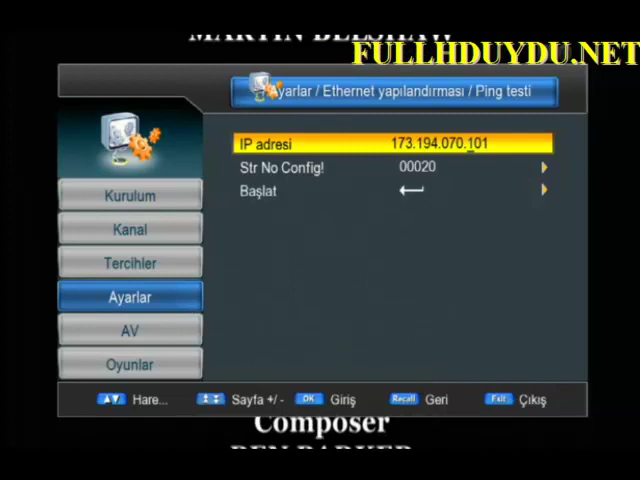 FULLHDUYDU.NET
Ayarlar / Ethernet yapılandırması / Ping testi
IP adresi 173.194.070.101
Str No Config! 00020
Başlat
Kurulum
Kanal
Tercihler
Ayarlar
AV
Oyunlar
Hare... Sayfa +/- OK Giriş Recall Geri Exit Çıkış
Composer